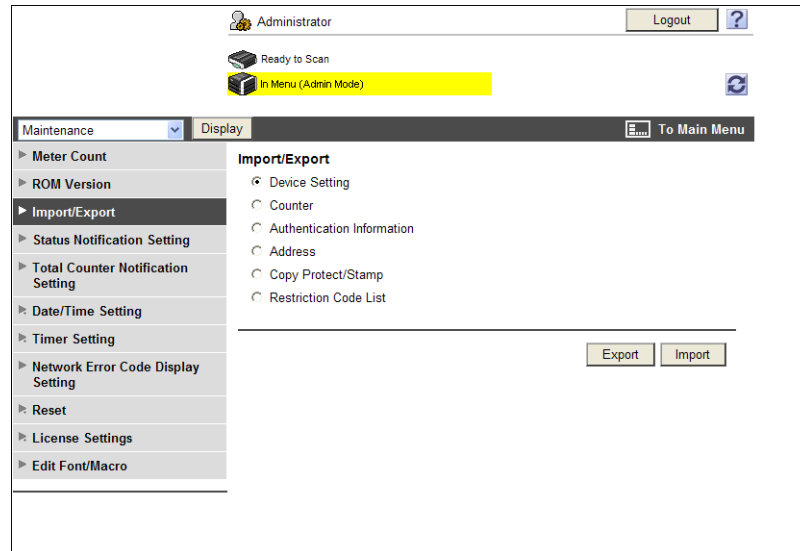 Administrator
Logout
?
Ready to Scan
In Menu (Admin Mode)
Maintenance
Display
To Main Menu
Meter Count
ROM Version
Import/Export
Status Notification Setting
Total Counter Notification
Setting
Date/Time Setting
Timer Setting
Network Error Code Display
Setting
Reset
License Settings
Edit Font/Macro
Import/Export
Device Setting
Counter
Authentication Information
Address
Copy Protect/Stamp
Restriction Code List
Export
Import